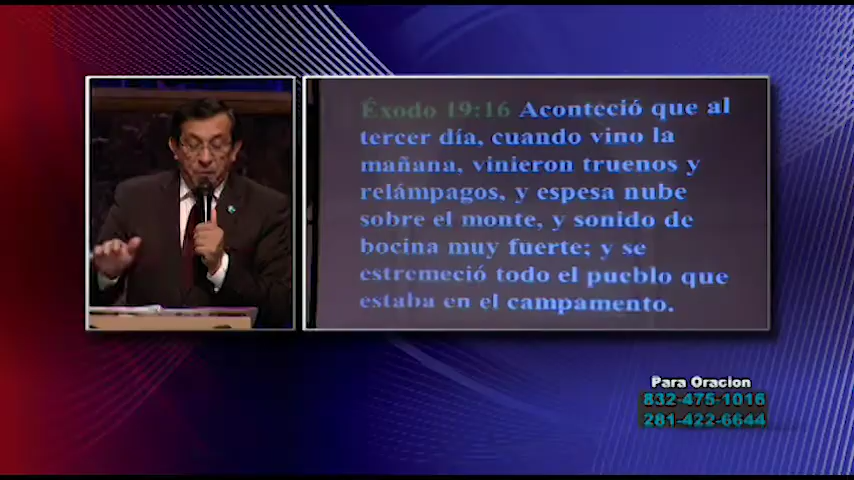 Éxodo 19:16 Aconteció que al
tercer día, cuando vino la
mañana, vinieron truenos y
relámpagos, y espesa nube
sobre el monte, y sonido de
bocina muy fuerte; y se
estremeció todo el pueblo que
estaba en el campamento.
Para Oracion
832-475-1016
281-422-6644